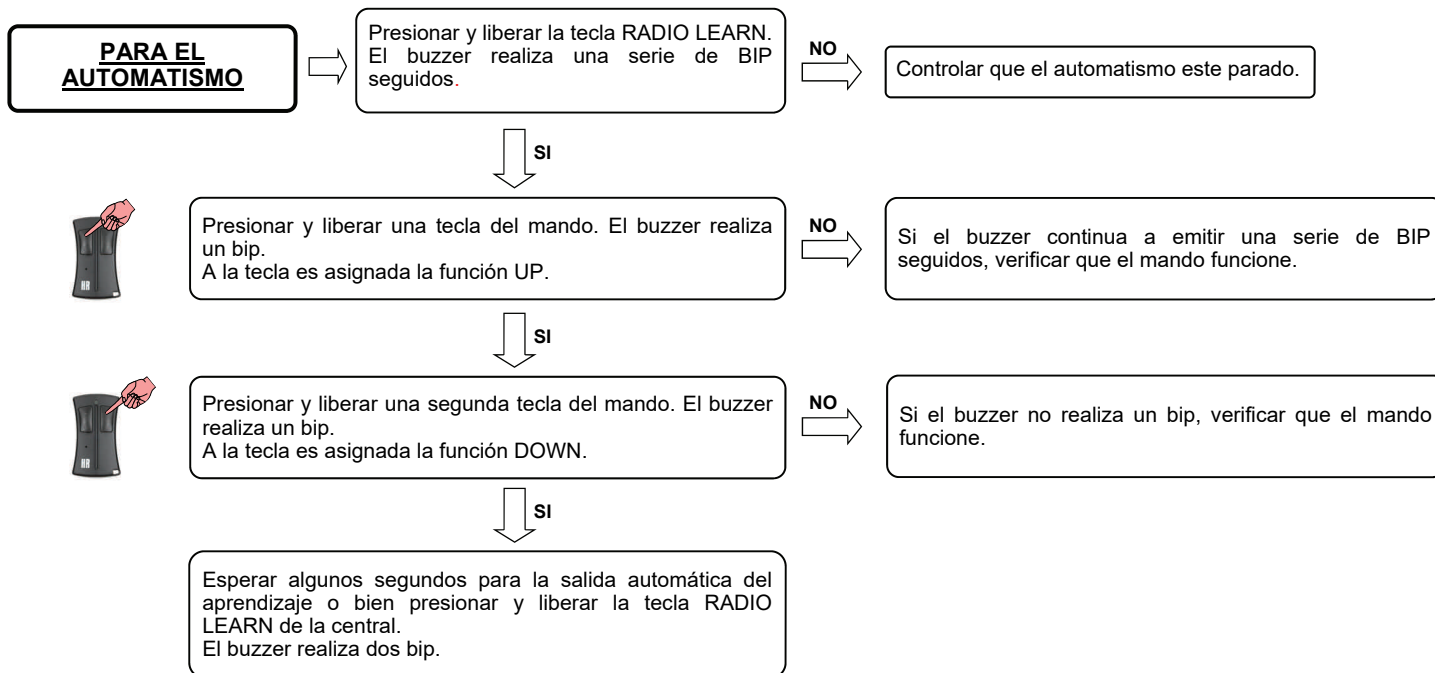 PARA EL
AUTOMATISMO
Presionar y liberar la tecla RADIO LEARN.
El buzzer realiza una serie de BIP
seguidos.
NO
Controlar que el automatismo este parado.
SI
Presionar y liberar una tecla del mando. El buzzer realiza
un bip.
A la tecla es asignada la función UP.
NO
Si el buzzer continua a emitir una serie de BIP
seguidos, verificar que el mando funcione.
SI
Presionar y liberar una segunda tecla del mando. El buzzer
realiza un bip.
A la tecla es asignada la función DOWN.
NO
Si el buzzer no realiza un bip, verificar que el mando
funcione.
SI
Esperar algunos segundos para la salida automática del
aprendizaje o bien presionar y liberar la tecla RADIO
LEARN de la central.
El buzzer realiza dos bip.